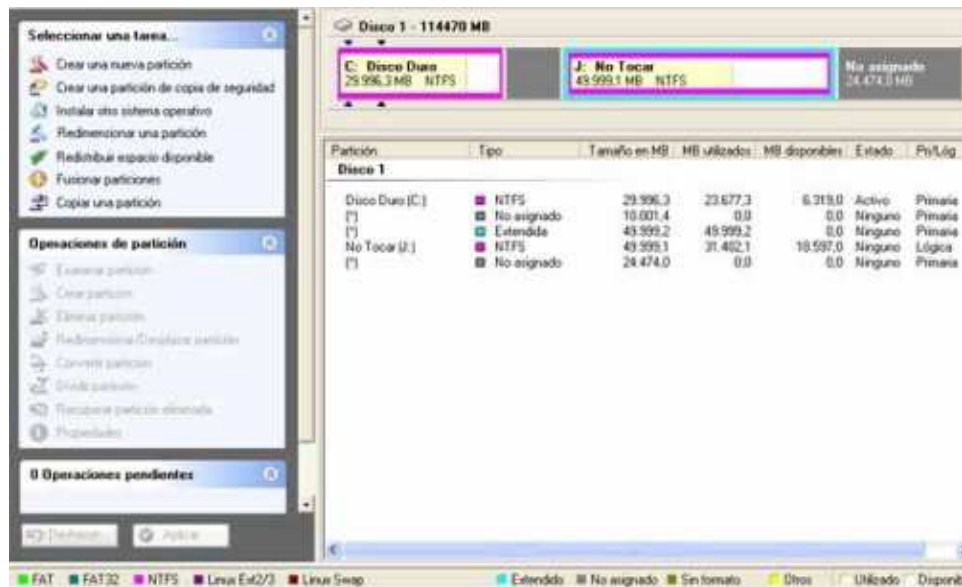 Seleccionar una tarea...
Crear una nueva partición
Crear una partición de copia de seguridad
Instalar otro sistema operativo
Redimensionar una partición
Redistribuir espacio disponible
Fusionar particiones
Copiar una partición
Operaciones de partición
Examinar partición
Crear partición
Eliminar partición
Redimensionar/Desplazar partición
Convertir partición
Dividir partición
Recuperar partición eliminada
Propiedades
0 Operaciones pendientes
Deshacer
Aplicar
Disco 1 - 114470 MB
C: Disco Duro
29.996,3 MB NTFS
J: No Tocar
49.999,1 MB NTFS
No asignado
24.474,0 MB
Partición Tipo Tamaño en MB MB utilizados MB disponibles Estado Pri/Lóg
Disco 1
Disco Duro (C:) NTFS 29.996,3 23.677,3 6.319,0 Activo Primaria
(*) No asignado 10.001,4 0,0 0,0 Ninguno Primaria
(*) Extendida 49.999,2 49.999,2 0,0 Ninguno Primaria
No Tocar (J:) NTFS 49.999,1 31.402,1 18.597,0 Ninguno Lógica
(*) No asignado 24.474,0 0,0 0,0 Ninguno Primaria
FAT FAT32 NTFS Linux Ext2/3 Linux Swap Extendido No asignado Sin formato Otros Utilizado Disponible